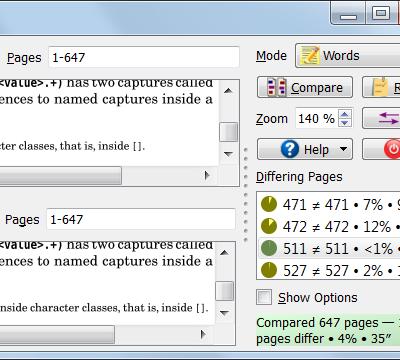 Pages 1-647
<value>.+) has two captures called
ences to named captures inside a
ter classes, that is, inside [].
Pages 1-647
<value>.+) has two captures called
ences to named captures inside a
nside character classes, that is, inside [].
Mode Words
Compare
Zoom 140 %
Help
Differing Pages
471 ≠ 471 • 7% • 9
472 ≠ 472 • 12% •
511 ≠ 511 • <1% •
527 ≠ 527 • 2% •
Show Options
Compared 647 pages —
pages differ • 4% • 35″